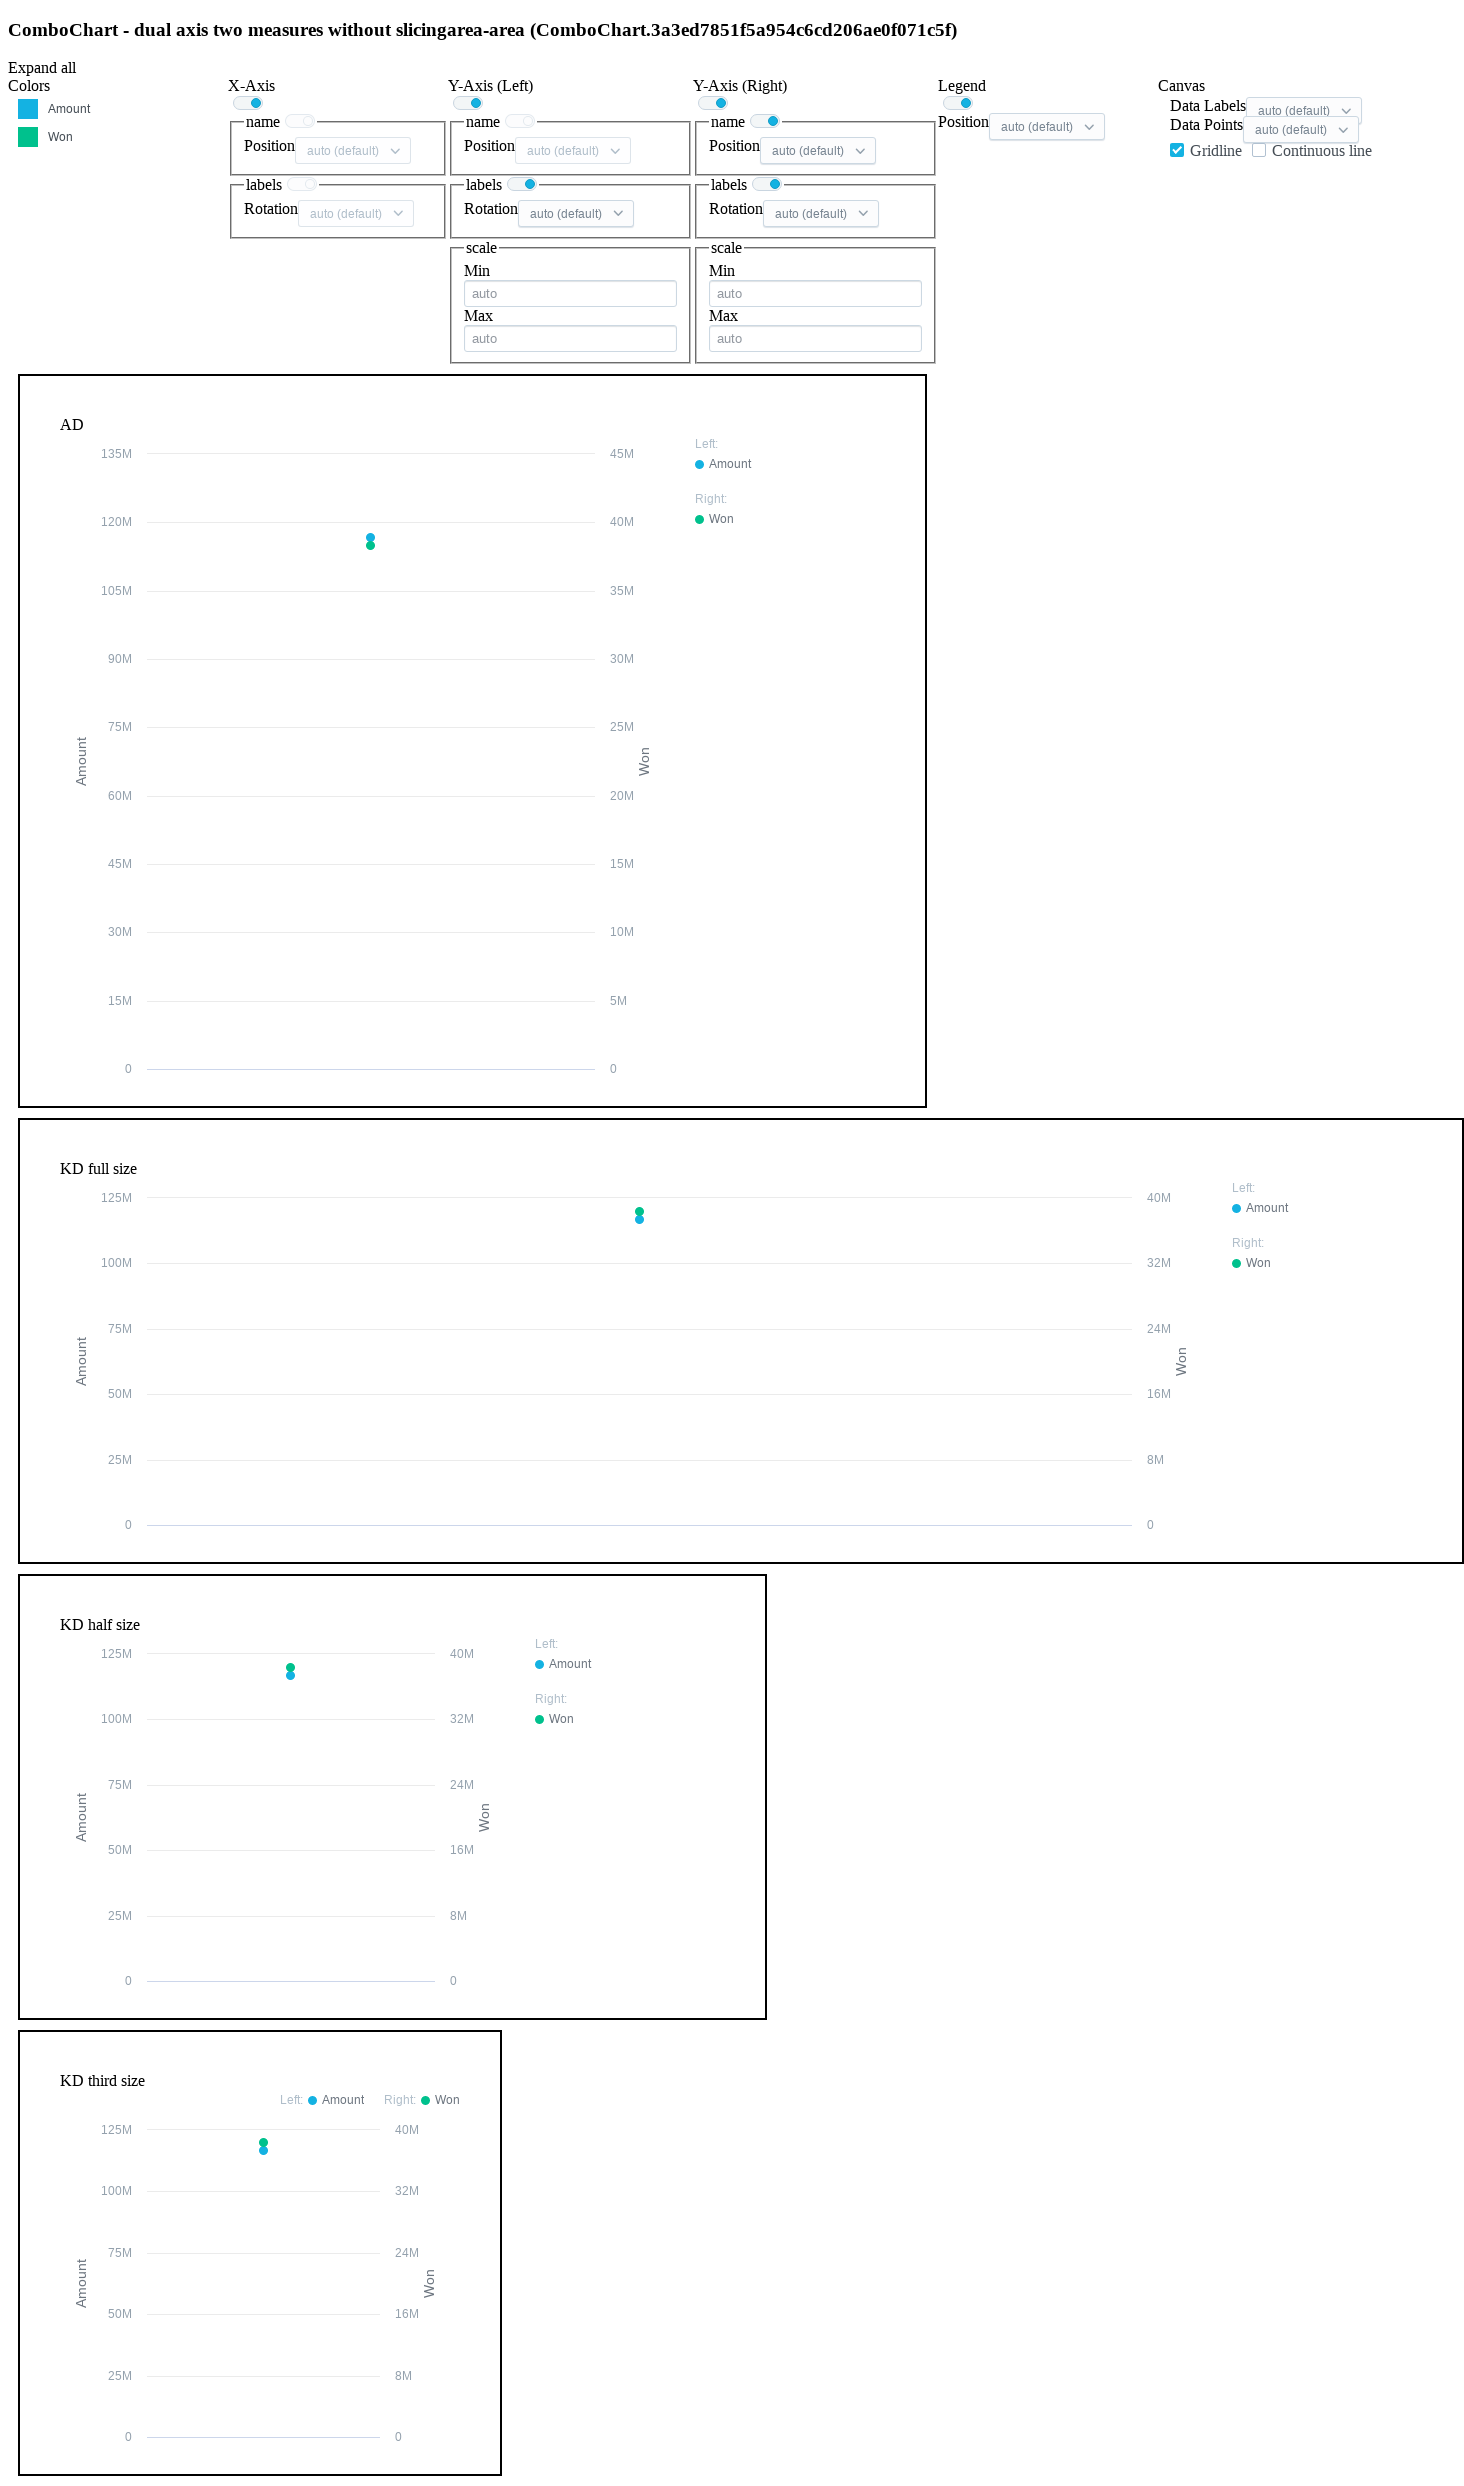 ComboChart - dual axis two measures without slicingarea-area (ComboChart.3a3ed7851f5a954c6cd206ae0f071c5f)
Expand all
Colors
Amount
Won
X-Axis
name
Position auto (default)
labels
Rotation auto (default)
Y-Axis (Left)
name
Position auto (default)
labels
Rotation auto (default)
scale
Min
auto
Max
auto
Y-Axis (Right)
name
Position auto (default)
labels
Rotation auto (default)
scale
Min
auto
Max
auto
Legend
Position auto (default)
Canvas
Data Labels auto (default)
Data Points auto (default)
Gridline Continuous line
AD
135M
120M
105M
90M
75M
60M
45M
30M
15M
0
Amount
45M
40M
35M
30M
25M
20M
15M
10M
5M
0
Won
Left:
Amount
Right:
Won
KD full size
125M
100M
75M
50M
25M
0
Amount
40M
32M
24M
16M
8M
0
Won
Left:
Amount
Right:
Won
KD half size
125M
100M
75M
50M
25M
0
Amount
40M
32M
24M
16M
8M
0
Won
Left:
Amount
Right:
Won
KD third size
Left: Amount Right: Won
125M
100M
75M
50M
25M
0
Amount
40M
32M
24M
16M
8M
0
Won